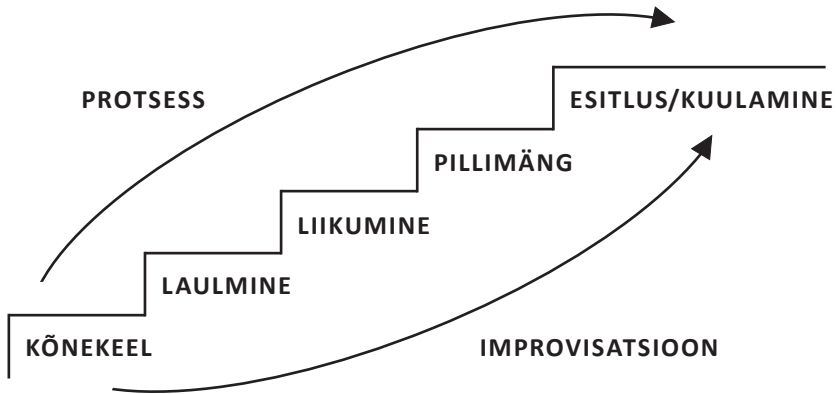 PROTSESS
ESITLUS/KUULAMINE
PILLIMÄNG
LIIKUMINE
LAULMINE
KÕNEKEEL
IMPROVISATSIOON